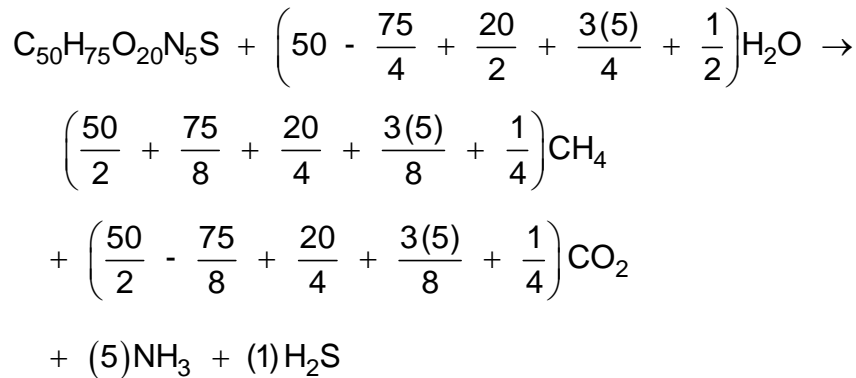 C₅₀H₇₅O₂₀N₅S + (50 - 75/4 + 20/2 + 3(5)/4 + 1/2)H₂O →
(50/2 + 75/8 + 20/4 + 3(5)/8 + 1/4)CH₄
+ (50/2 - 75/8 + 20/4 + 3(5)/8 + 1/4)CO₂
+ (5)NH₃ + (1)H₂S